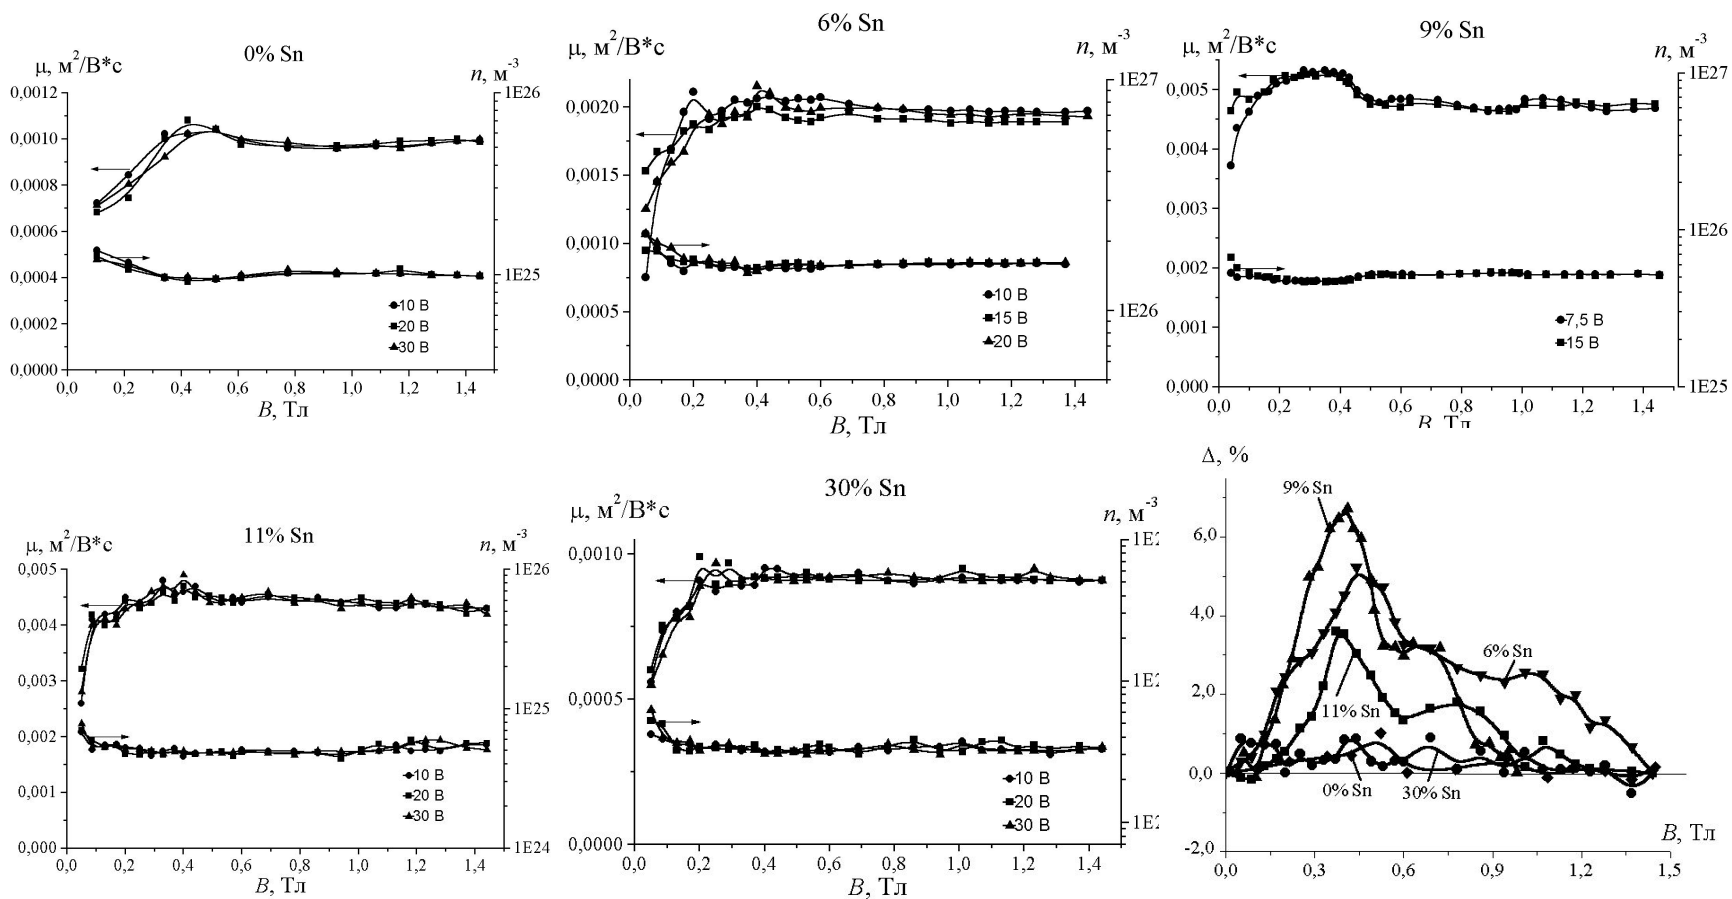 0% Sn
μ, м²/В*с
n, м⁻³
0,0012
0,0010
0,0008
0,0006
0,0004
0,0002
0,0000
1E26
1E25
10 В
20 В
30 В
0,0 0,2 0,4 0,6 0,8 1,0 1,2 1,4
B, Тл
6% Sn
μ, м²/В*с
n, м⁻³
0,0020
0,0015
0,0010
0,0005
0,0000
1E27
1E26
10 В
15 В
20 В
0,0 0,2 0,4 0,6 0,8 1,0 1,2 1,4
B, Тл
9% Sn
μ, м²/В*с
n, м⁻³
0,005
0,004
0,003
0,002
0,001
0,000
1E27
1E26
1E25
7,5 В
15 В
0,0 0,2 0,4 0,6 0,8 1,0 1,2 1,4
B, Тл
11% Sn
μ, м²/В*с
n, м⁻³
0,005
0,004
0,003
0,002
0,001
0,000
1E26
1E25
1E24
10 В
20 В
30 В
0,0 0,2 0,4 0,6 0,8 1,0 1,2 1,4
B, Тл
30% Sn
μ, м²/В*с
n, м⁻³
0,0010
0,0005
0,0000
10 В
20 В
30 В
0,0 0,2 0,4 0,6 0,8 1,0 1,2 1,4
B, Тл
Δ, %
9% Sn
6% Sn
11% Sn
0% Sn
30% Sn
6,0
4,0
2,0
0,0
-2,0
0,0 0,3 0,6 0,9 1,2 1,5
B, Тл